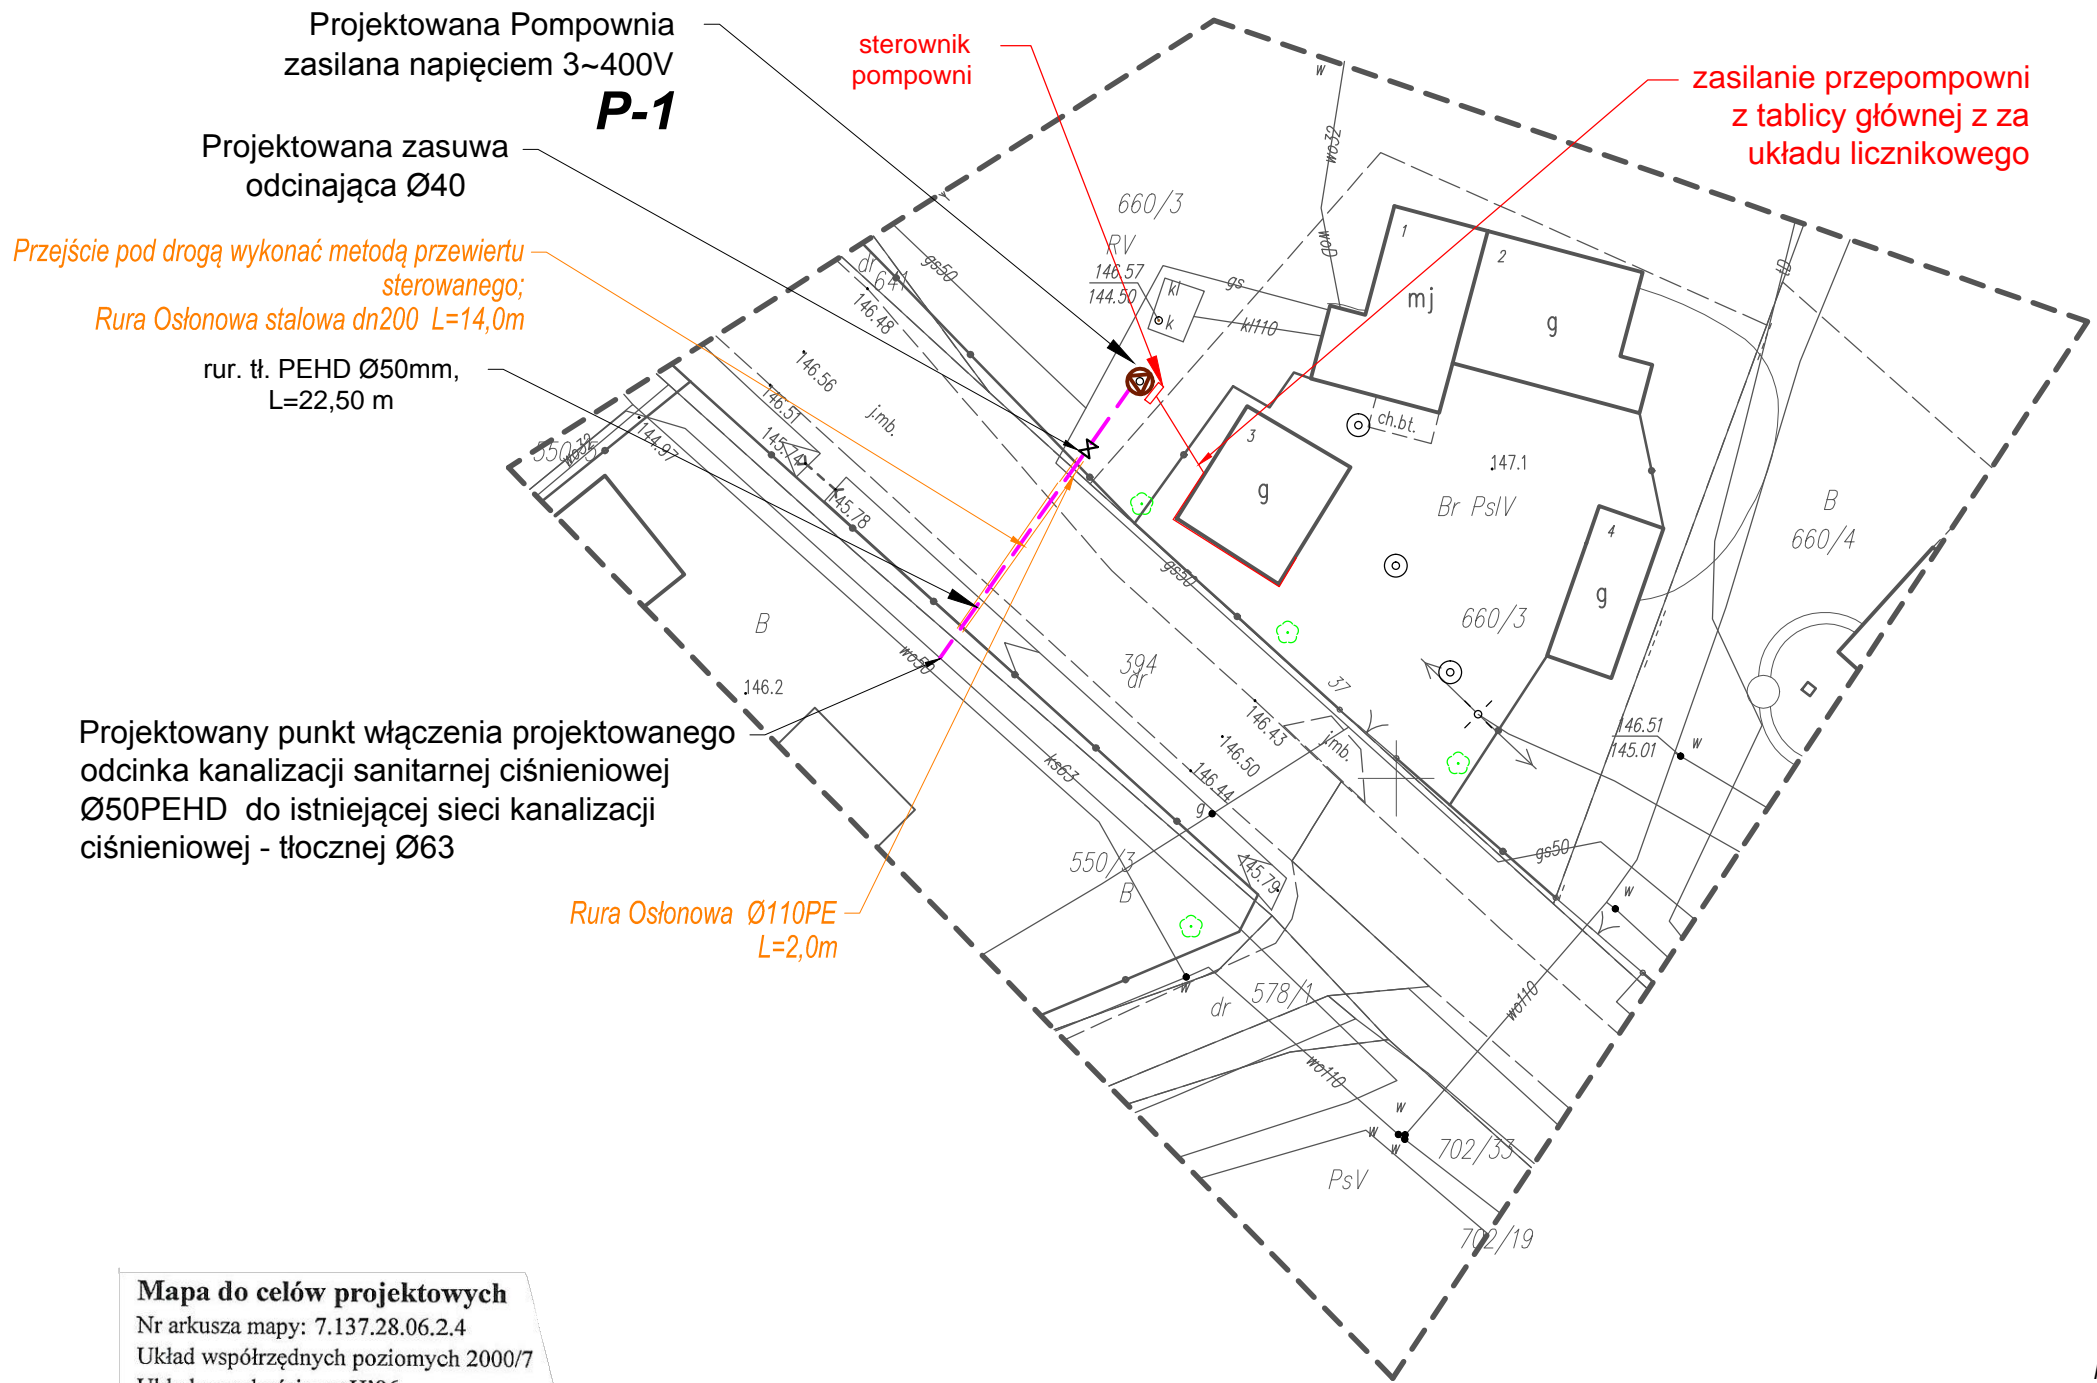 Projektowana Pompownia
zasilana napięciem 3~400V
P-1
Projektowana zasuwa
odcinająca Ø40
Przejście pod drogą wykonać metodą przewiertu
sterowanego;
Rura Osłonowa stalowa dn200 L=14,0m
rur. tł. PEHD Ø50mm,
L=22,50 m
Projektowany punkt włączenia projektowanego
odcinka kanalizacji sanitarnej ciśnieniowej
Ø50PEHD do istniejącej sieci kanalizacji
ciśnieniowej - tłocznej Ø63
Rura Osłonowa Ø110PE
L=2,0m
sterownik
pompowni
zasilanie przepompowni
z tablicy głównej z za
układu licznikowego
w
wo32
wo0
660/3
RV
146.57
144.50
kl
k
gs
kl110
gs50
dr
641
146.48
146.56
j.mb.
146.51
145.74
145.78
144.97
wo32
1
mj
2
g
3
g
ch.bt.
147.1
Br PsIV
4
g
B
660/4
660/3
gs50
394
dr
37
B
146.2
wo50
ks63
146.43
146.50
146.44
j.mb.
g
550/3
B
145.79
146.51
145.01
w
gs50
w
w
dr
578/1
wo110
wo110
w
w
w
702/33
PsV
702/19
Mapa do celów projektowych
Nr arkusza mapy: 7.137.28.06.2.4
Układ współrzędnych poziomych 2000/7